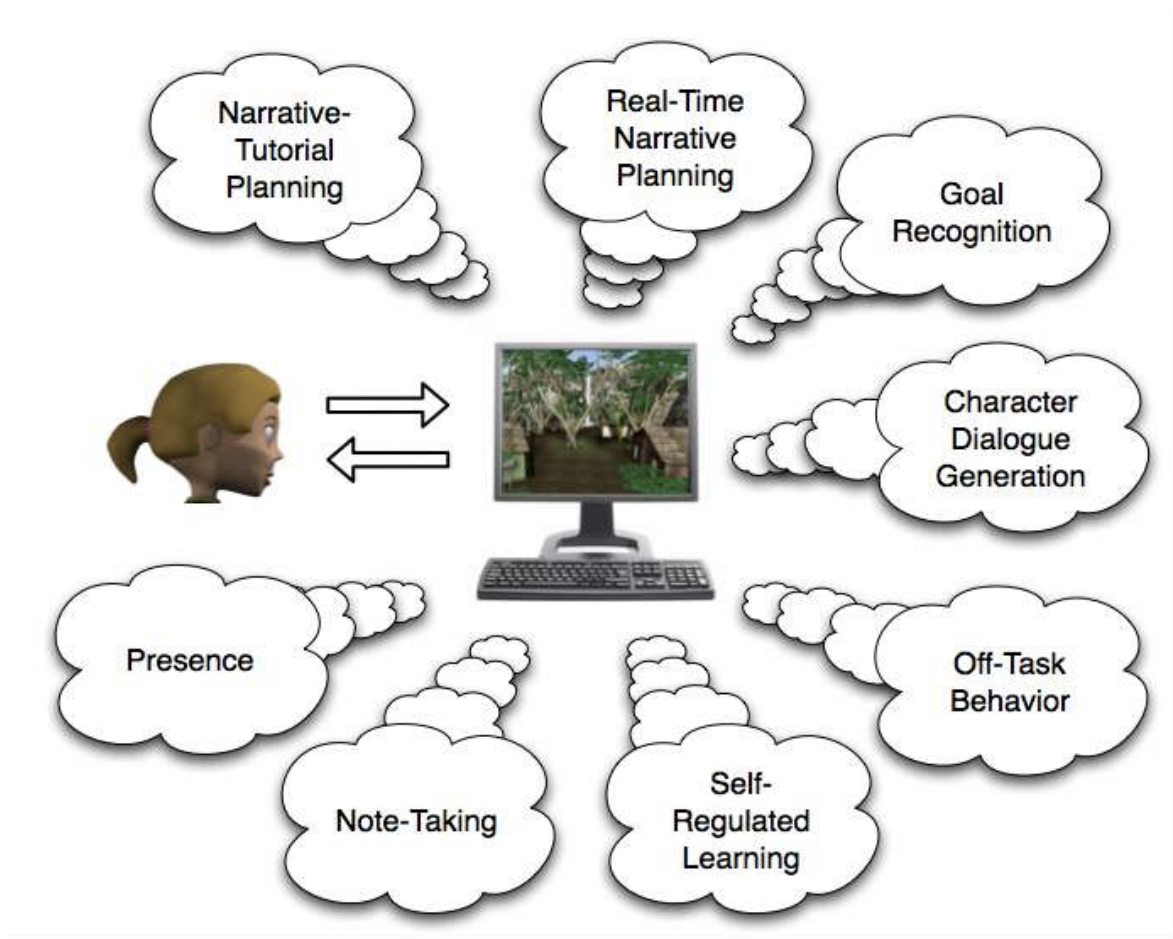 Narrative-
Tutorial
Planning
Real-Time
Narrative
Planning
Goal
Recognition
Character
Dialogue
Generation
Presence
Off-Task
Behavior
Note-Taking
Self-
Regulated
Learning